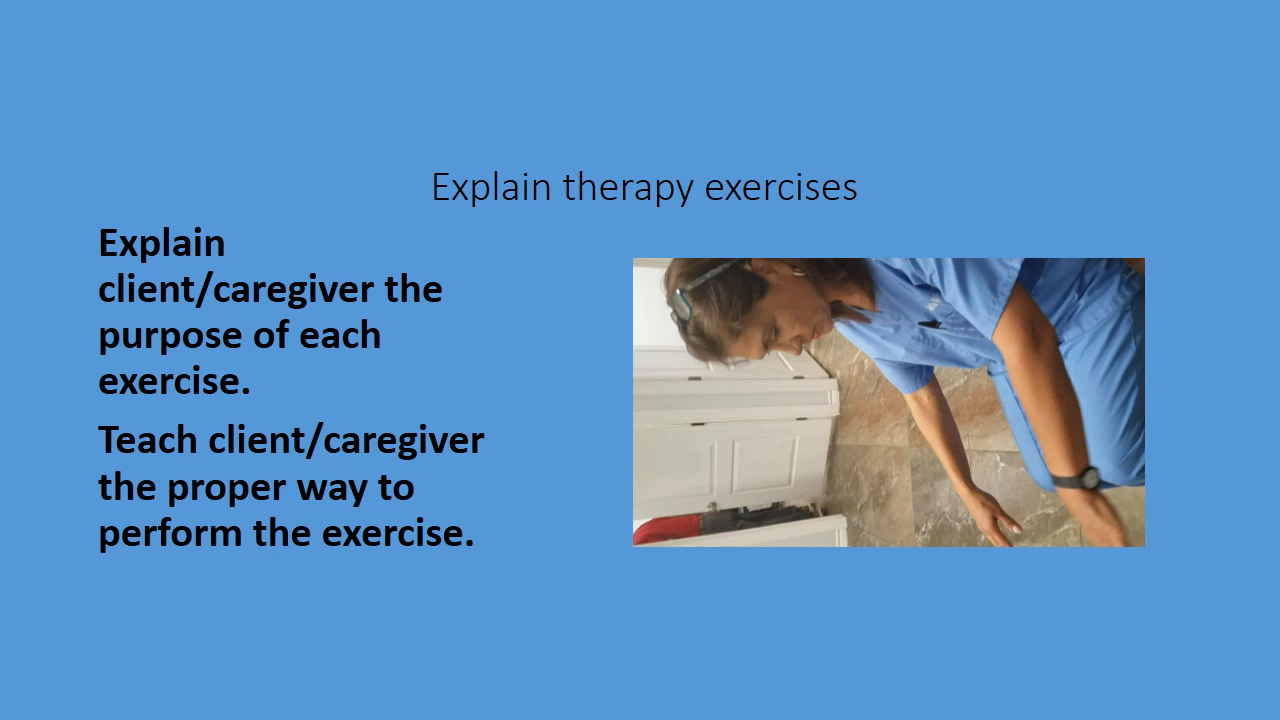 Explain therapy exercises
Explain
client/caregiver the
purpose of each
exercise.
Teach client/caregiver
the proper way to
perform the exercise.